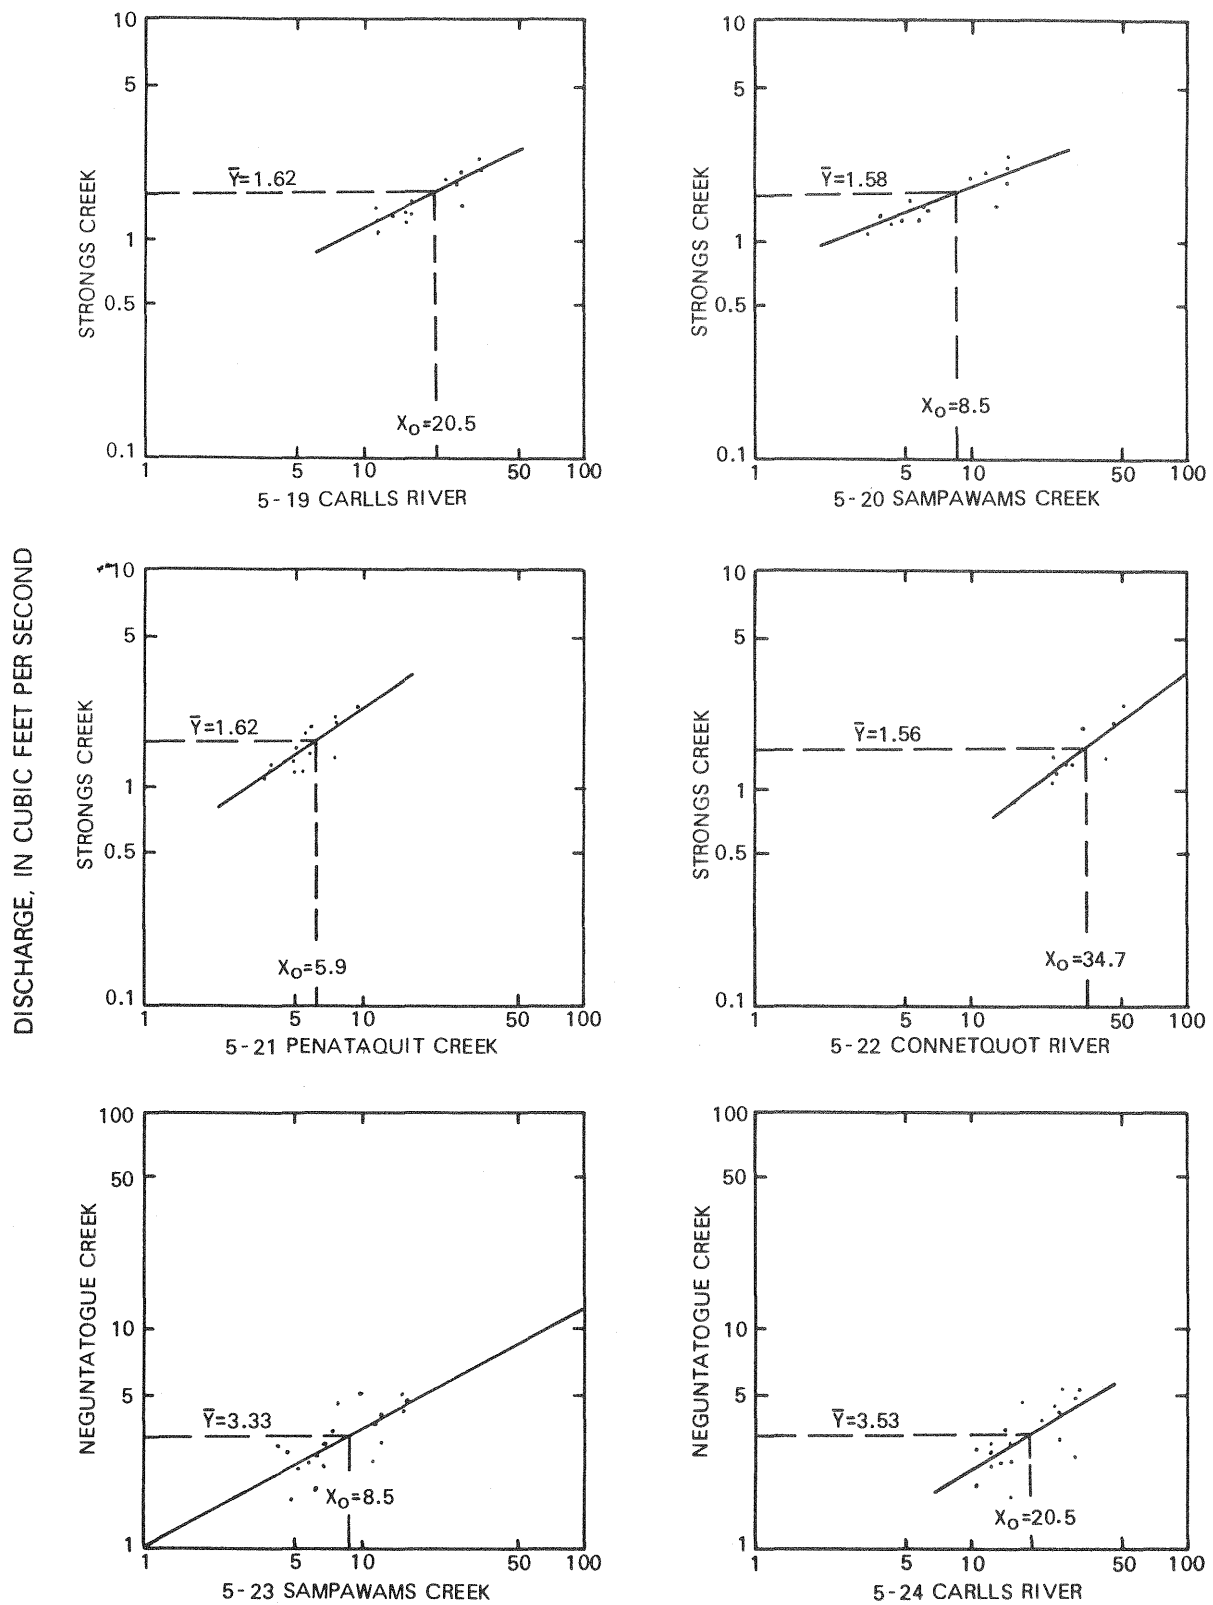 DISCHARGE, IN CUBIC FEET PER SECOND
STRONGS CREEK
10
5
1
0.5
0.1
Ȳ=1.62
X₀=20.5
1 5 10 50 100
5-19 CARLLS RIVER
STRONGS CREEK
10
5
1
0.5
0.1
Ȳ=1.58
X₀=8.5
1 5 10 50 100
5-20 SAMPAWAMS CREEK
STRONGS CREEK
10
5
1
0.5
0.1
Ȳ=1.62
X₀=5.9
1 5 10 50 100
5-21 PENATAQUIT CREEK
STRONGS CREEK
10
5
1
0.5
0.1
Ȳ=1.56
X₀=34.7
1 5 10 50 100
5-22 CONNETQUOT RIVER
NEGUNTATOGUE CREEK
100
50
10
5
1
Ȳ=3.33
X₀=8.5
1 5 10 50 100
5-23 SAMPAWAMS CREEK
NEGUNTATOGUE CREEK
100
50
10
5
1
Ȳ=3.53
X₀=20.5
1 5 10 50 100
5-24 CARLLS RIVER